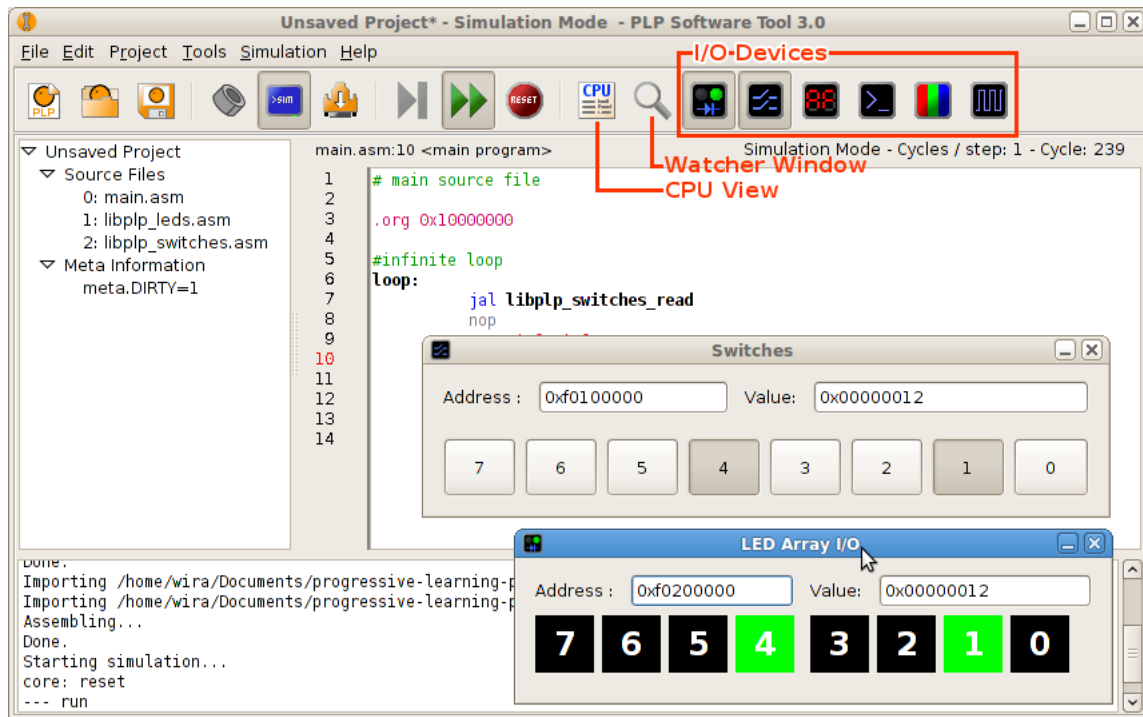 Unsaved Project* - Simulation Mode - PLP Software Tool 3.0
File Edit Project Tools Simulation Help
I/O-Devices
PLP
>SIM
RESET
CPU
88
>_
Unsaved Project
Source Files
0: main.asm
1: libplp_leds.asm
2: libplp_switches.asm
Meta Information
meta.DIRTY=1
main.asm:10 <main program>
Simulation Mode - Cycles / step: 1 - Cycle: 239
Watcher Window
CPU View
1 # main source file
2
3 .org 0x10000000
4
5 #infinite loop
6 loop:
7 jal libplp_switches_read
8 nop
9
10
11
12
13
14
Switches
Address : 0xf0100000 Value: 0x00000012
7 6 5 4 3 2 1 0
LED Array I/O
Address : 0xf0200000 Value: 0x00000012
7 6 5 4 3 2 1 0
Done.
Importing /home/wira/Documents/progressive-learning-p
Importing /home/wira/Documents/progressive-learning-p
Assembling...
Done.
Starting simulation...
core: reset
--- run